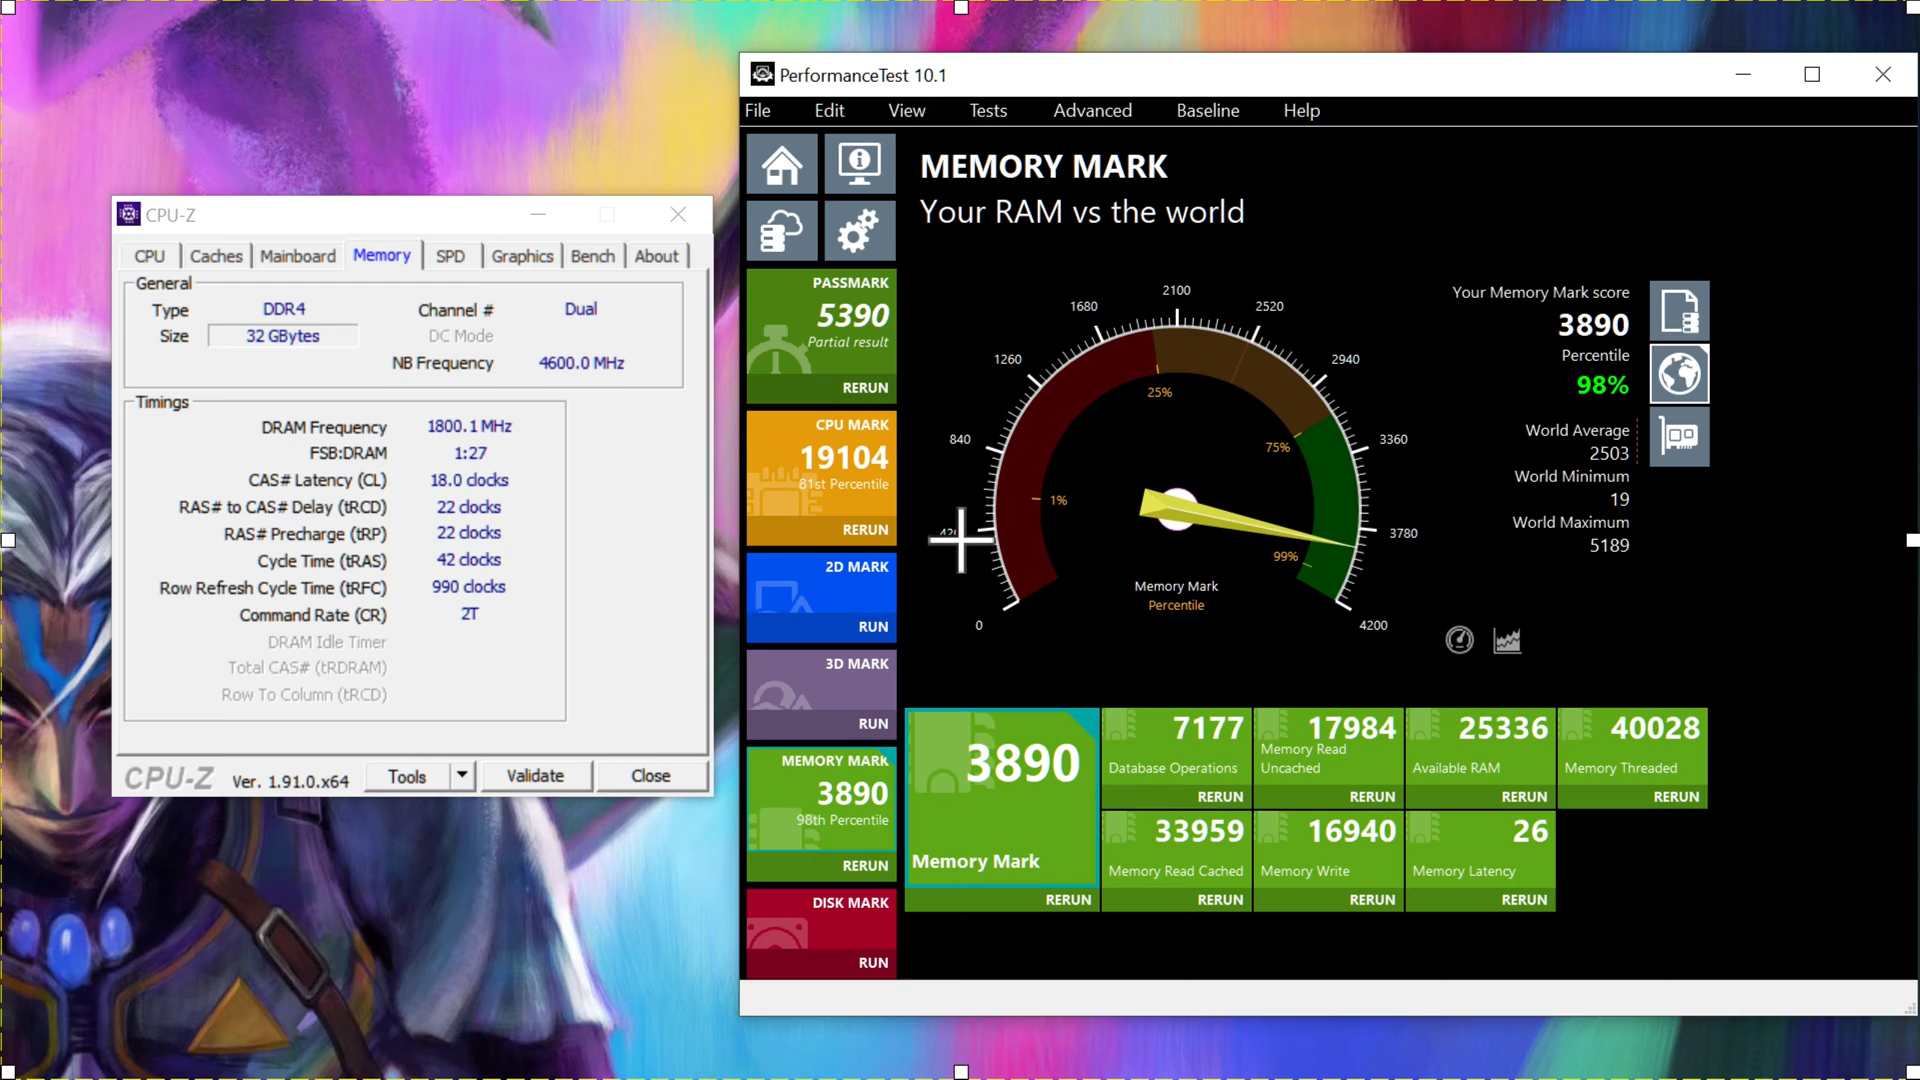 CPU-Z
CPU
Caches
Mainboard
Memory
SPD
Graphics
Bench
About
General
Type DDR4 Channel # Dual
Size 32 GBytes DC Mode
NB Frequency 4600.0 MHz
Timings
DRAM Frequency 1800.1 MHz
FSB:DRAM 1:27
CAS# Latency (CL) 18.0 clocks
RAS# to CAS# Delay (tRCD) 22 clocks
RAS# Precharge (tRP) 22 clocks
Cycle Time (tRAS) 42 clocks
Row Refresh Cycle Time (tRFC) 990 clocks
Command Rate (CR) 2T
DRAM Idle Timer
Total CAS# (tRDRAM)
Row To Column (tRCD)
CPU-Z Ver. 1.91.0.x64 Tools Validate Close
PerformanceTest 10.1
File Edit View Tests Advanced Baseline Help
PASSMARK
5390
Partial result
RERUN
CPU MARK
19104
81st Percentile
RERUN
2D MARK
RUN
3D MARK
RUN
MEMORY MARK
3890
98th Percentile
RERUN
DISK MARK
RUN
MEMORY MARK
Your RAM vs the world
0
840
1260
1680
2100
2520
2940
3360
3780
4200
1%
25%
75%
99%
Memory Mark
Percentile
Your Memory Mark score
3890
Percentile
98%
World Average
2503
World Minimum
19
World Maximum
5189
3890
Memory Mark
RERUN
7177
Database Operations
RERUN
17984
Memory Read
Uncached
RERUN
25336
Available RAM
RERUN
40028
Memory Threaded
RERUN
33959
Memory Read Cached
RERUN
16940
Memory Write
RERUN
26
Memory Latency
RERUN